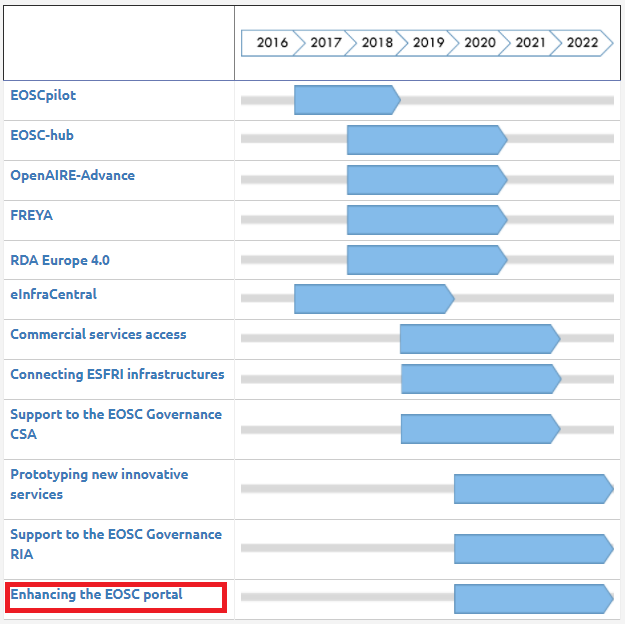 2016 2017 2018 2019 2020 2021 2022
EOSCpilot
EOSC-hub
OpenAIRE-Advance
FREYA
RDA Europe 4.0
eInfraCentral
Commercial services access
Connecting ESFRI infrastructures
Support to the EOSC Governance
CSA
Prototyping new innovative
services
Support to the EOSC Governance
RIA
Enhancing the EOSC portal